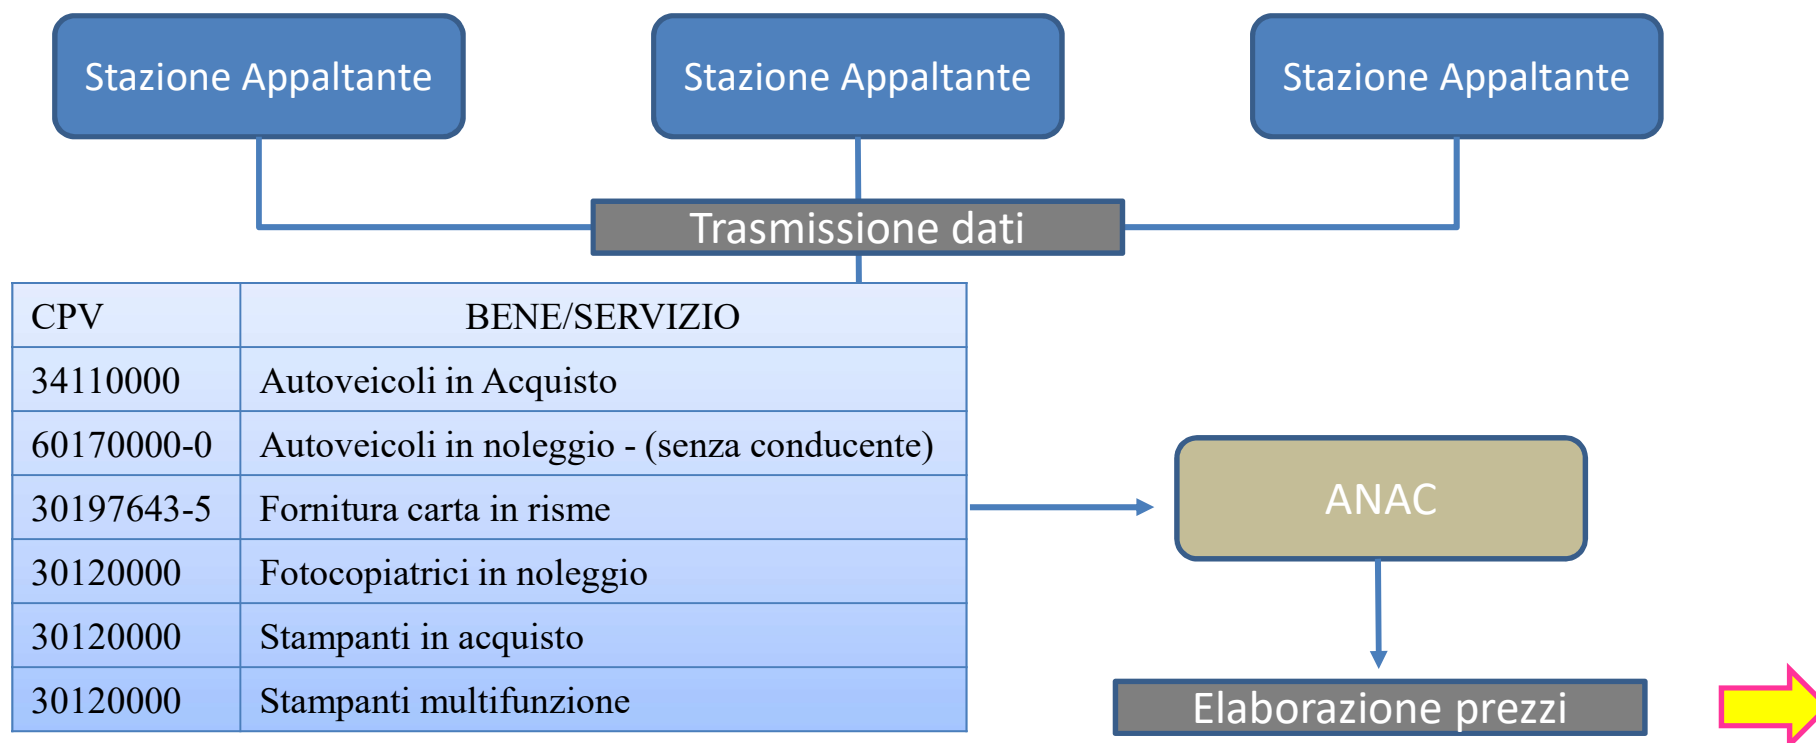 Stazione Appaltante
Stazione Appaltante
Stazione Appaltante
Trasmissione dati
CPV BENE/SERVIZIO
34110000 Autoveicoli in Acquisto
60170000-0 Autoveicoli in noleggio - (senza conducente)
30197643-5 Fornitura carta in risme
30120000 Fotocopiatrici in noleggio
30120000 Stampanti in acquisto
30120000 Stampanti multifunzione
ANAC
Elaborazione prezzi